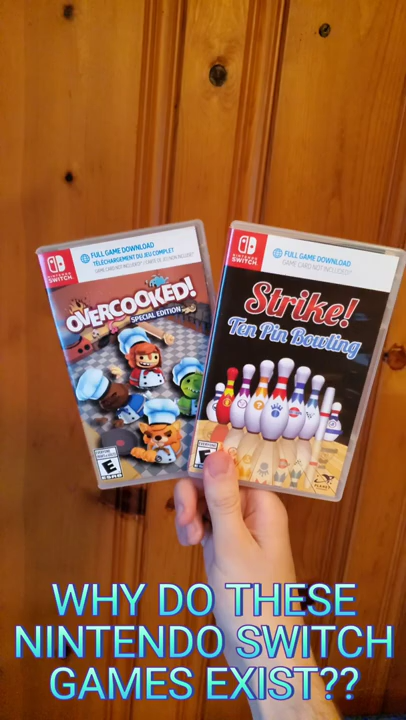 NINTENDO
SWITCH
FULL GAME DOWNLOAD
TÉLÉCHARGEMENT DU JEU COMPLET
OVERCOOKED!
SPECIAL EDITION
E
NINTENDO
SWITCH
FULL GAME DOWNLOAD
GAME CARD NOT INCLUDED
Strike!
Ten Pin Bowling
E
WHY DO THESE
NINTENDO SWITCH
GAMES EXIST??